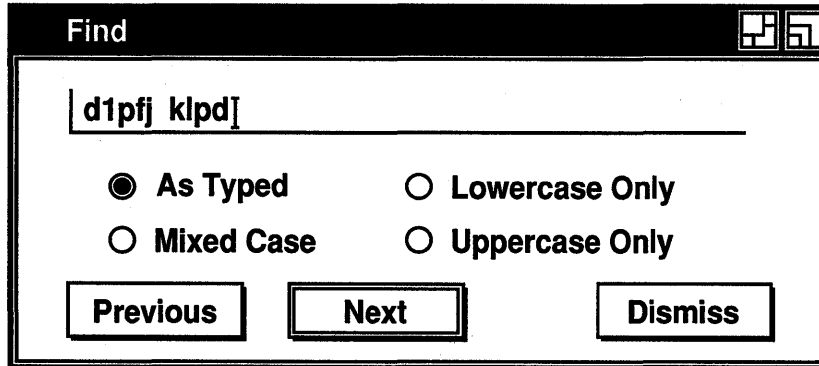 Find
d1pfj klpd
As Typed Lowercase Only
Mixed Case Uppercase Only
Previous Next Dismiss